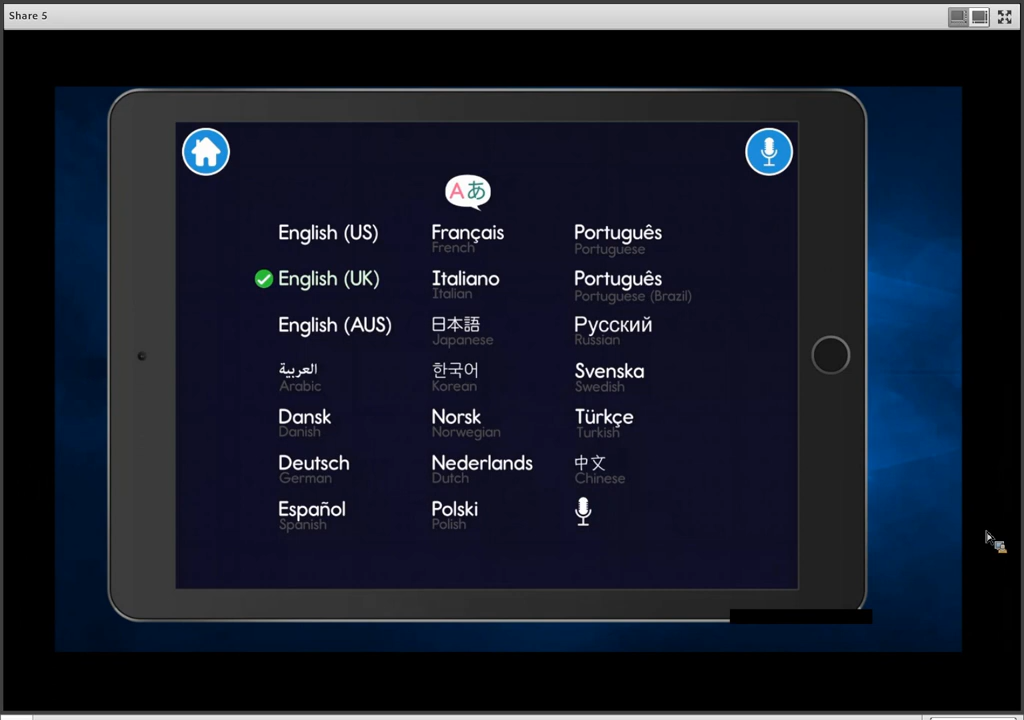 Share 5
Aあ
English (US)
English (UK)
English (AUS)
العربية
Arabic
Dansk
Danish
Deutsch
German
Español
Spanish
Français
French
Italiano
Italian
日本語
Japanese
한국어
Korean
Norsk
Norwegian
Nederlands
Dutch
Polski
Polish
Português
Portuguese
Português
Portuguese (Brazil)
Русский
Russian
Svenska
Swedish
Türkçe
Turkish
中文
Chinese